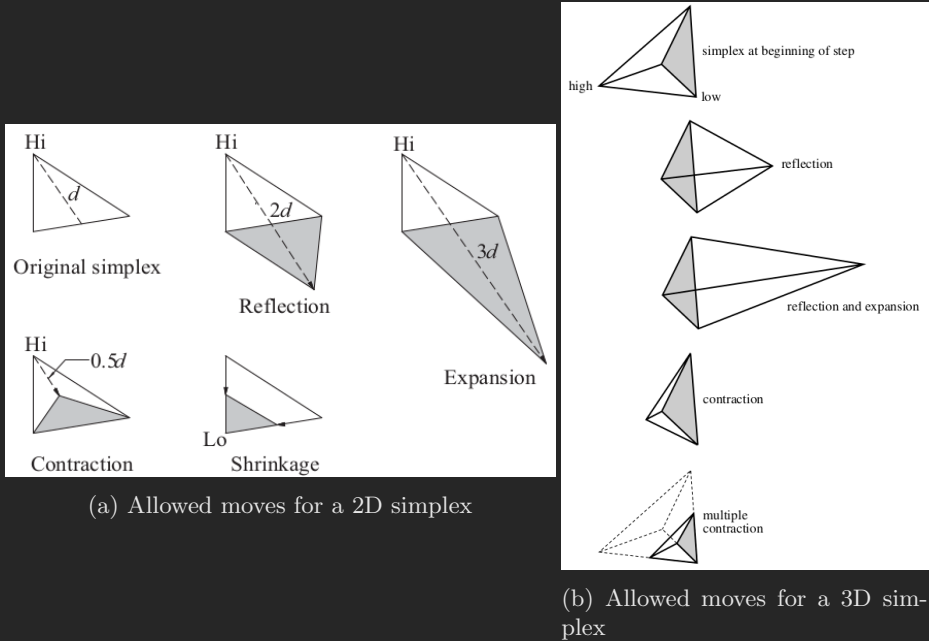 Hi
d
Original simplex
Hi
2d
Reflection
Hi
3d
Expansion
Hi
0.5d
Contraction
Lo
Shrinkage
(a) Allowed moves for a 2D simplex
simplex at beginning of step
high
low
reflection
reflection and expansion
contraction
multiple
contraction
(b) Allowed moves for a 3D sim-
plex